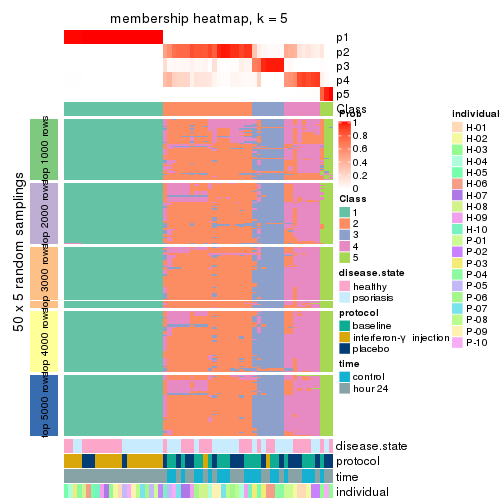 membership heatmap, k = 5
p1
p2
p3
p4
p5
Class
50 x 5 random samplings
top 1000 rows
top 2000 rows
top 3000 rows
top 4000 rows
top 5000 rows
disease.state
protocol
time
individual
Prob
1
0.8
0.6
0.4
0.2
0
Class
1
2
3
4
5
disease.state
healthy
psoriasis
protocol
baseline
interferon-γ injection
placebo
time
control
hour 24
individual
H-01
H-02
H-03
H-04
H-05
H-06
H-07
H-08
H-09
H-10
P-01
P-02
P-03
P-04
P-05
P-06
P-07
P-08
P-09
P-10